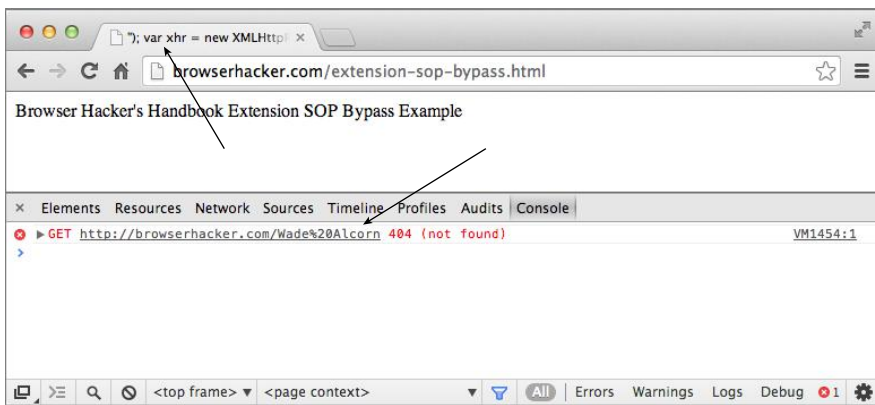 "); var xhr = new XMLHttp
browserhacker.com/extension-sop-bypass.html
Browser Hacker's Handbook Extension SOP Bypass Example
× Elements Resources Network Sources Timeline Profiles Audits Console
GET http://browserhacker.com/Wade%20Alcorn 404 (not found) VM1454:1
>
<top frame> ▼ <page context> ▼ All Errors Warnings Logs Debug 1